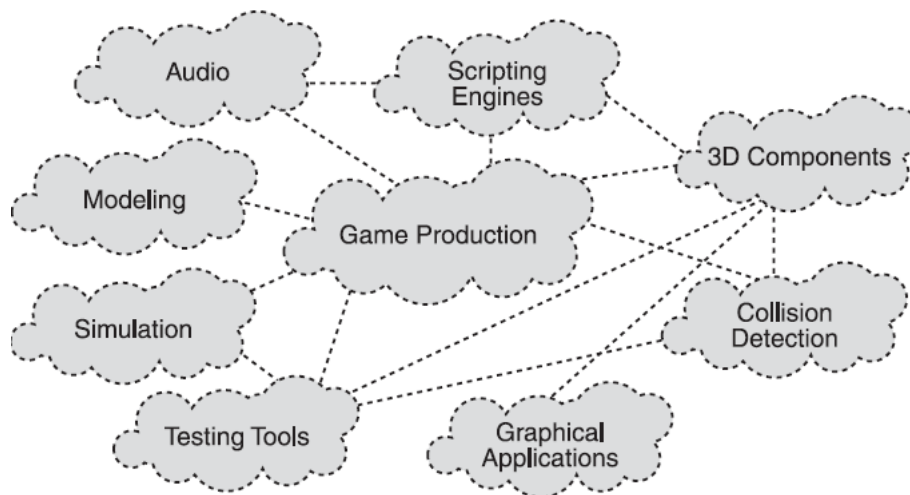 Audio
Scripting
Engines
3D Components
Modeling
Game Production
Simulation
Collision
Detection
Testing Tools
Graphical
Applications